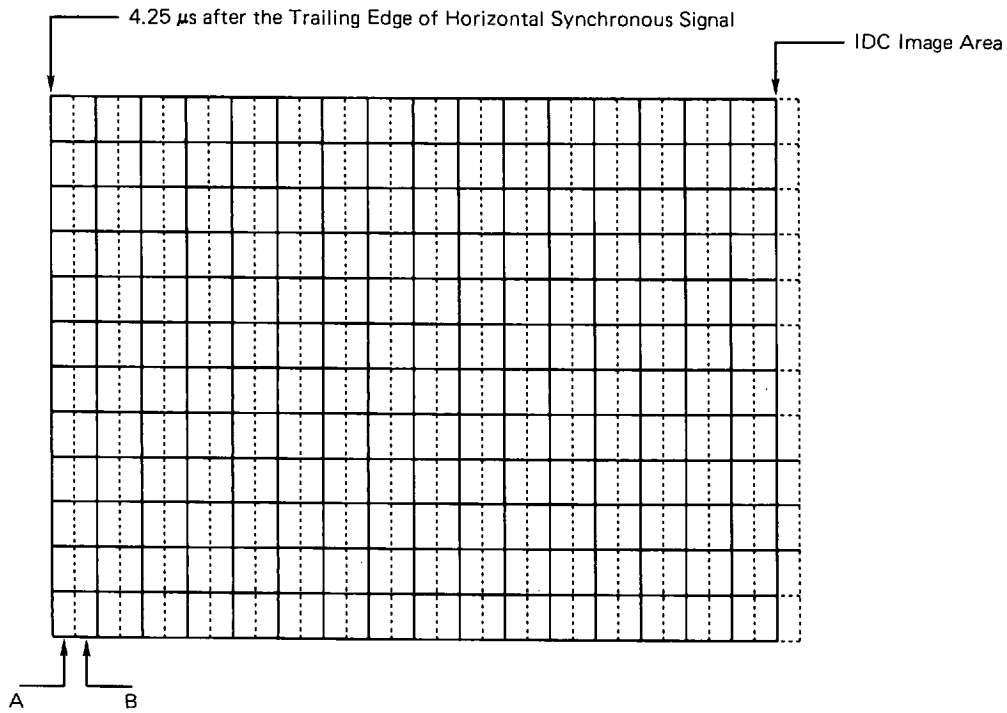 4.25 μs after the Trailing Edge of Horizontal Synchronous Signal
IDC Image Area
A
B